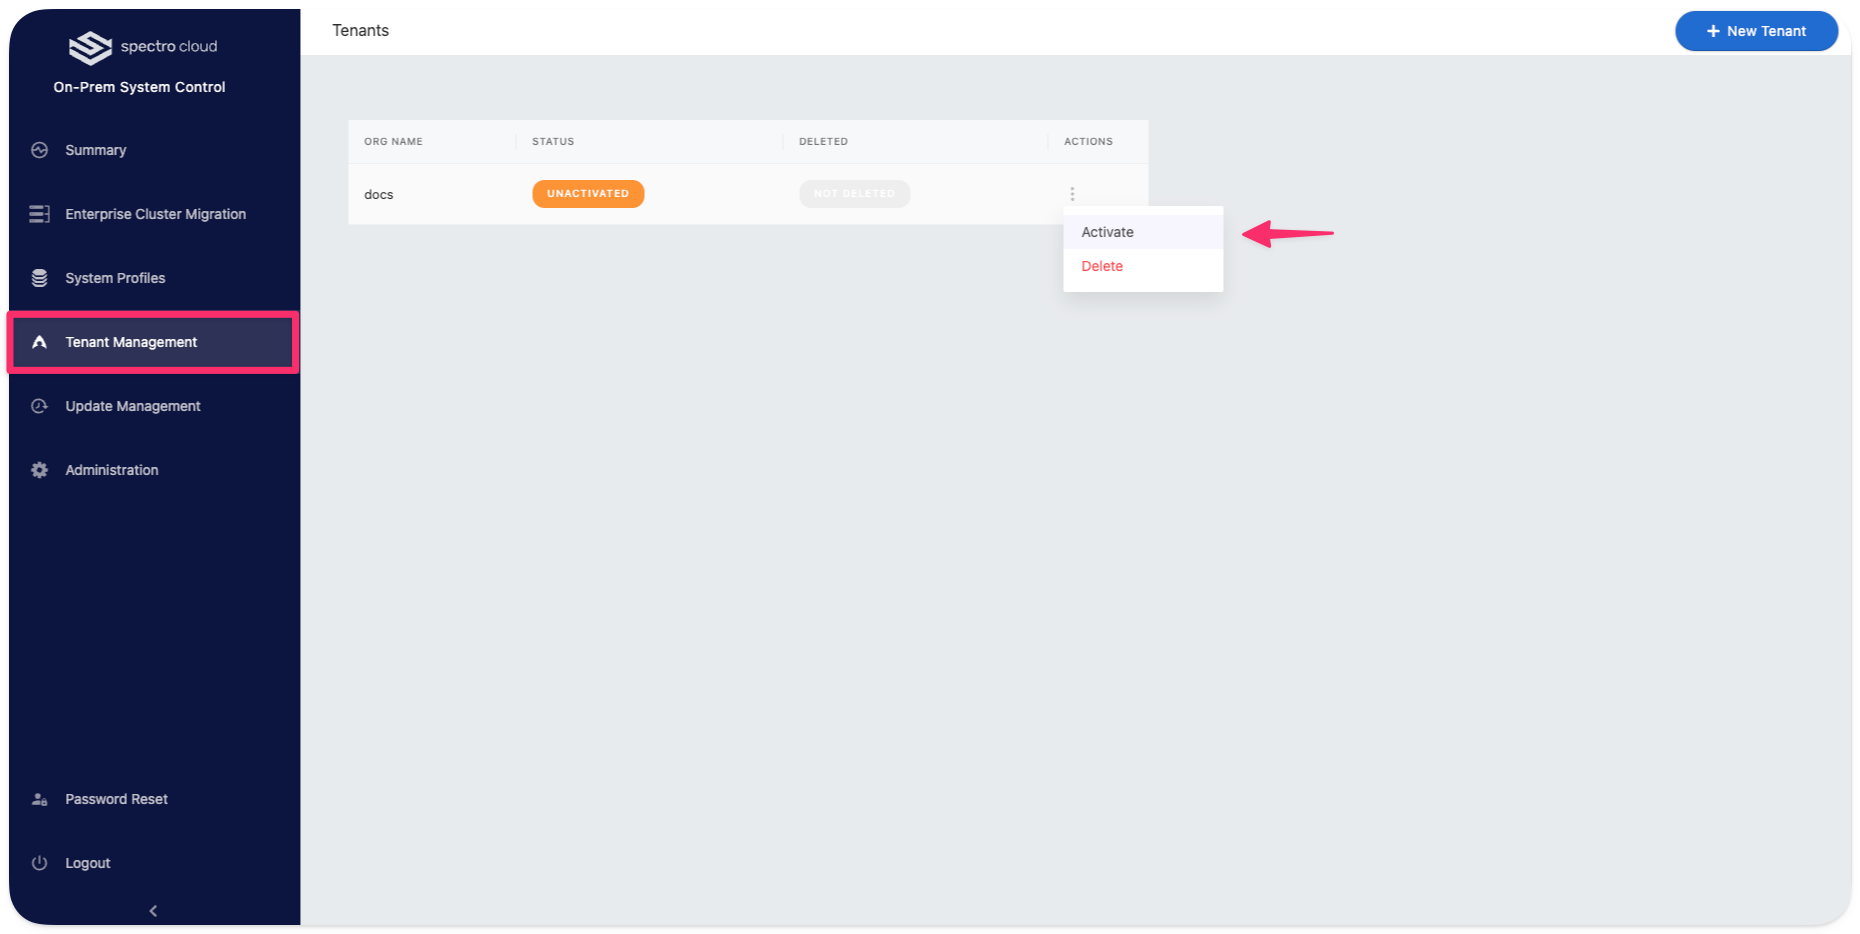 spectro cloud
On-Prem System Control
Summary
Enterprise Cluster Migration
System Profiles
Tenant Management
Update Management
Administration
Password Reset
Logout
Tenants
+ New Tenant
ORG NAME STATUS DELETED ACTIONS
docs UNACTIVATED NOT DELETED
Activate
Delete